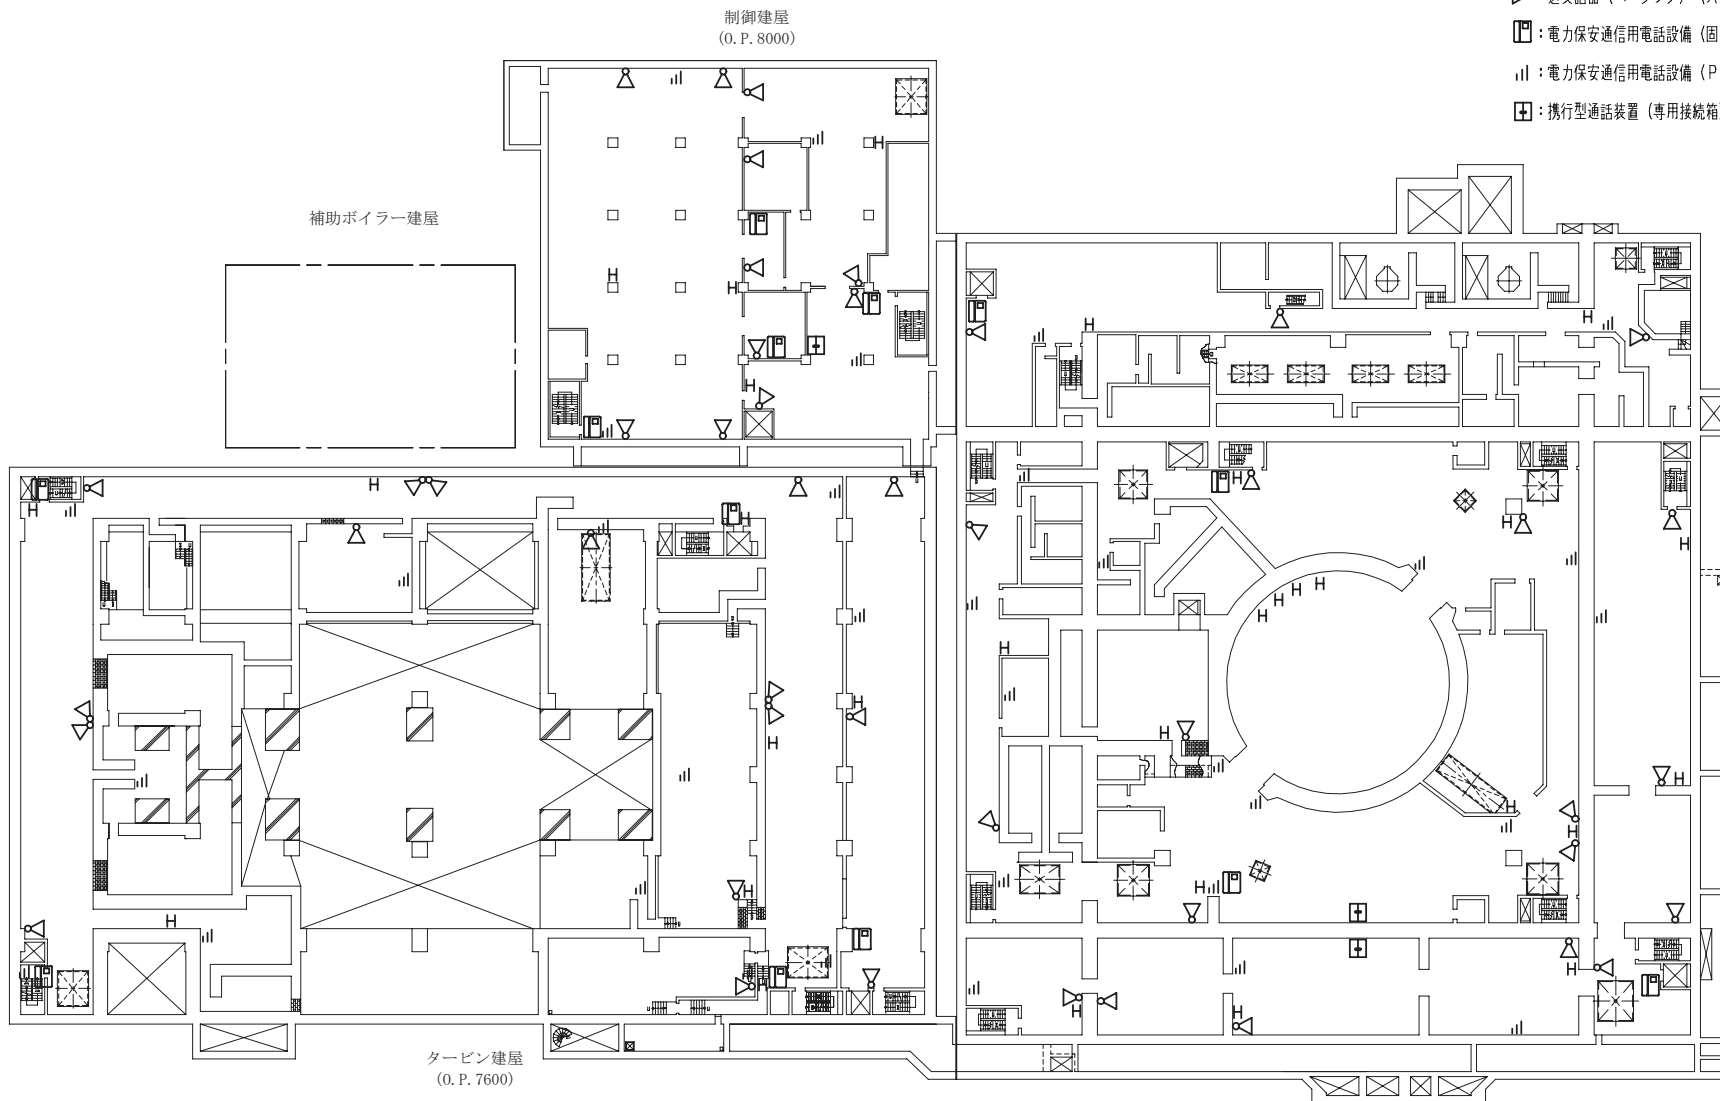 制御建屋
(O.P.8000)
：電力保安通信用電話設備（固
：電力保安通信用電話設備（P
：携行型通話装置（専用接続箱
補助ボイラー建屋
タービン建屋
(O.P.7600)